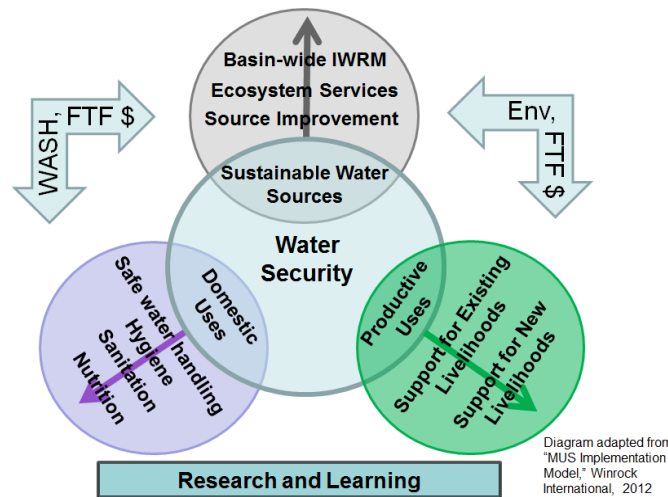 Basin-wide IWRM
Ecosystem Services
Source Improvement
WASH, FTF $
Env, FTF $
Sustainable Water
Sources
Water
Security
Domestic
Uses
Safe water handling
Hygiene
Sanitation
Nutrition
Productive
Uses
Support for Existing
Livelihoods
Support for New
Livelihoods
Research and Learning
Diagram adapted from
“MUS Implementation
Model,” Winrock
International, 2012